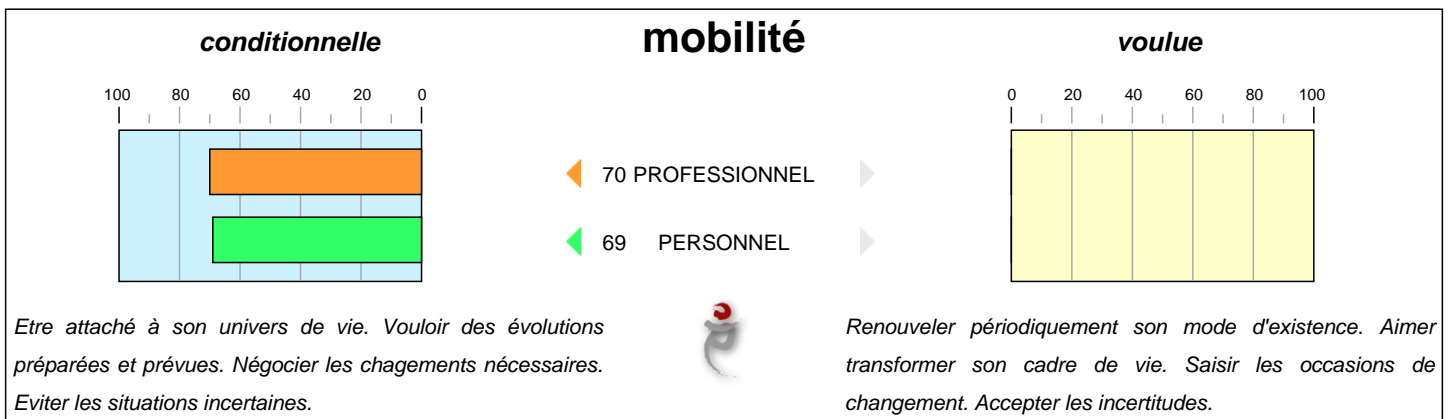 conditionnelle mobilité voulue
100 80 60 40 20 0 0 20 40 60 80 100
70 PROFESSIONNEL
69 PERSONNEL
Etre attaché à son univers de vie. Vouloir des évolutions
préparées et prévues. Négocier les chagements nécessaires.
Eviter les situations incertaines.
Renouveler périodiquement son mode d'existence. Aimer
transformer son cadre de vie. Saisir les occasions de
changement. Accepter les incertitudes.